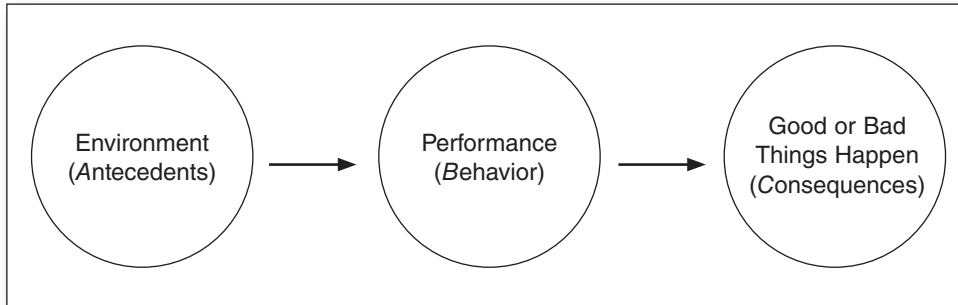 Environment
(Antecedents)
Performance
(Behavior)
Good or Bad
Things Happen
(Consequences)